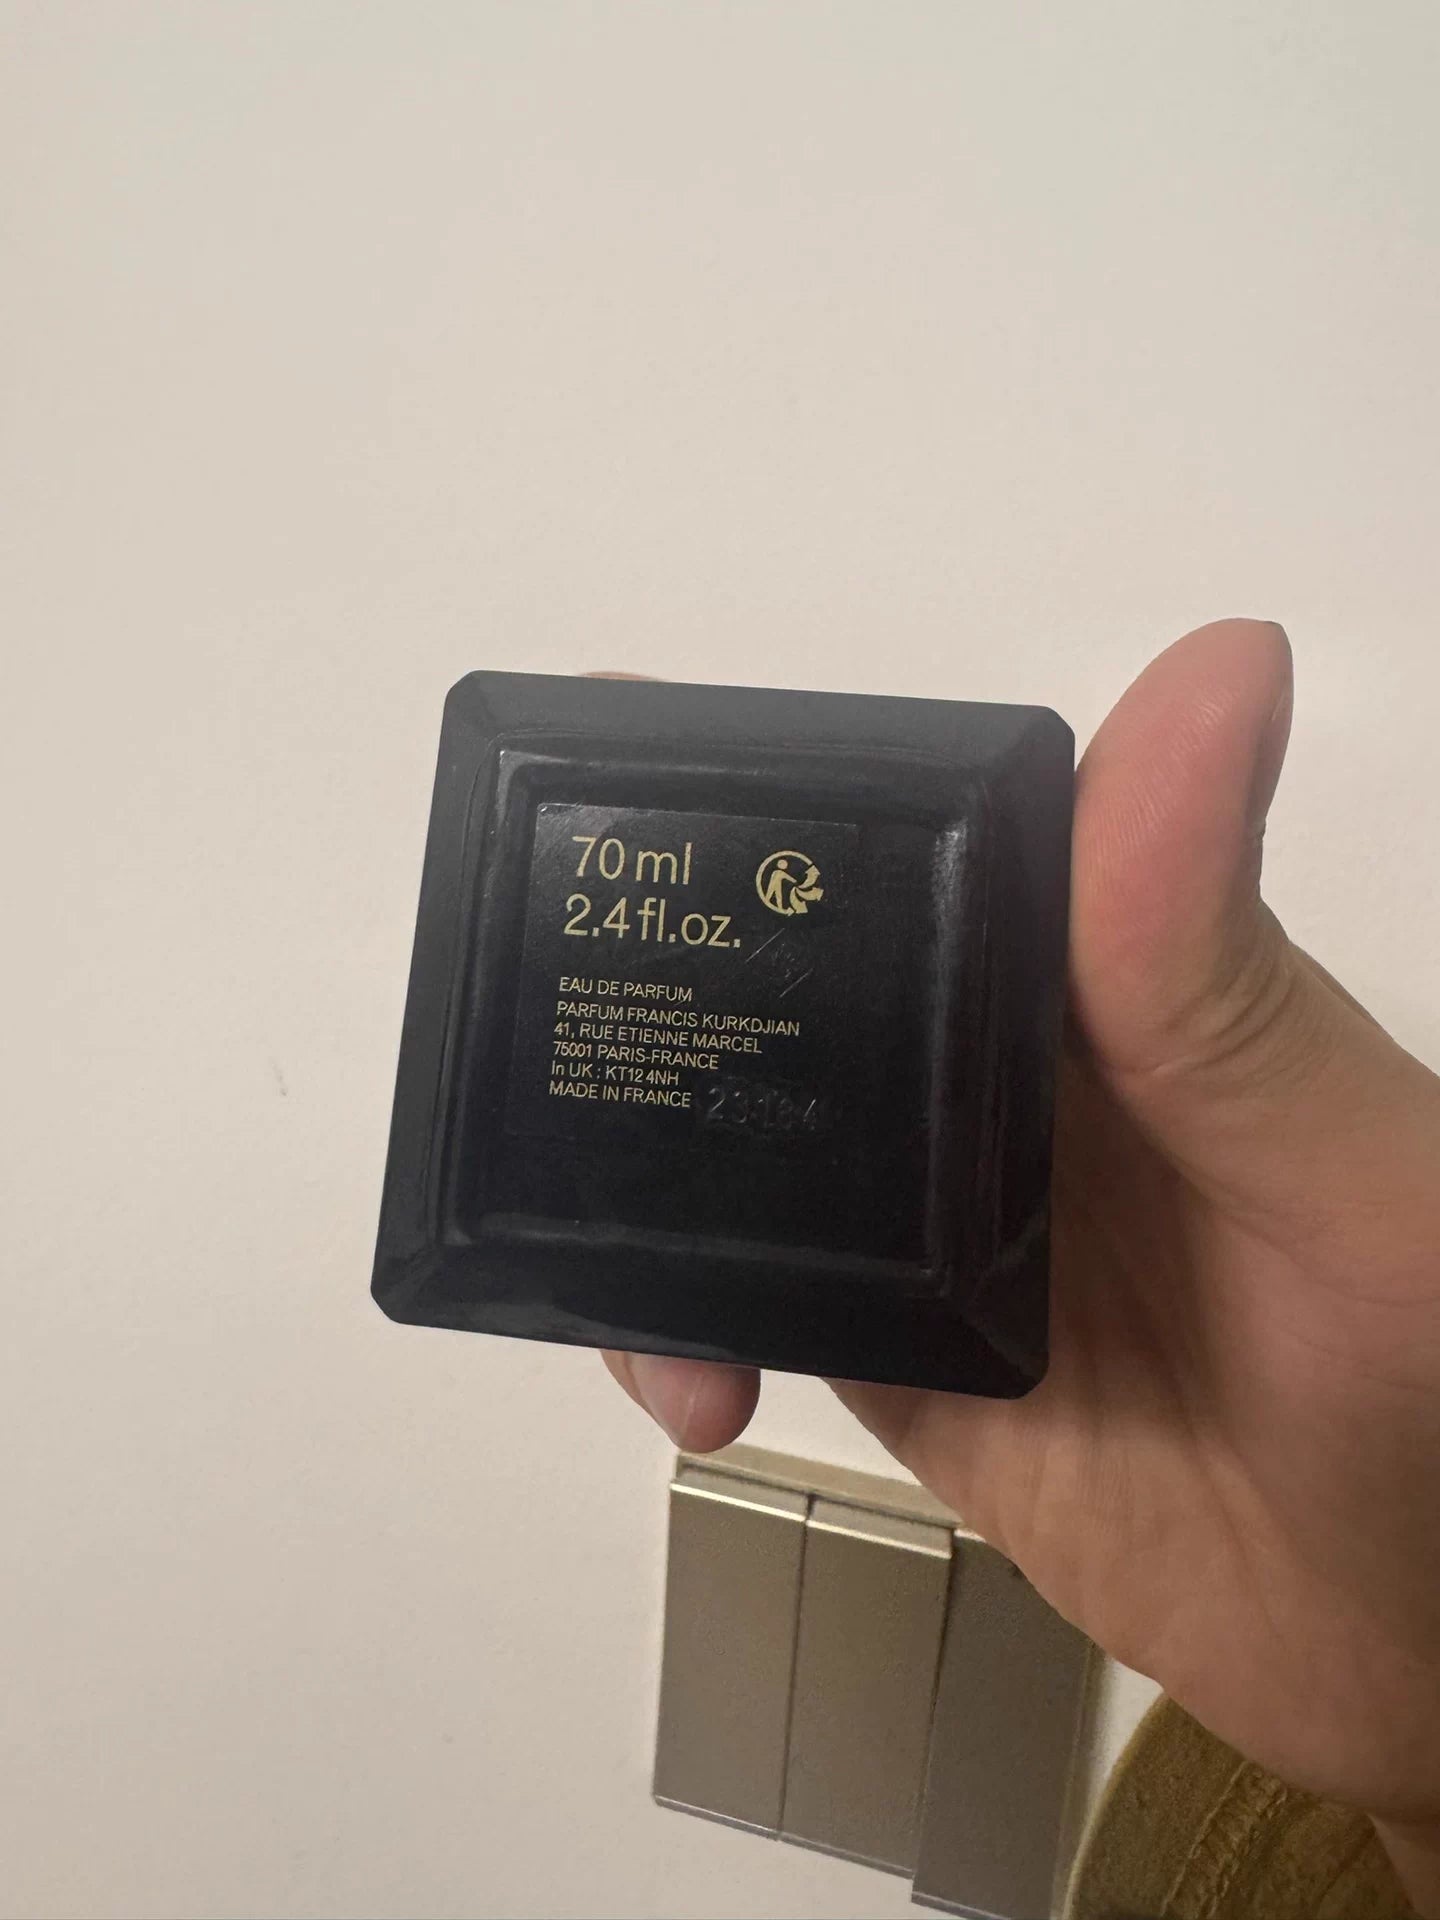 70 ml
2.4 fl.oz.
EAU DE PARFUM
PARFUM FRANCIS KURKDJIAN
41, RUE ETIENNE MARCEL
75001 PARIS-FRANCE
In UK : KT12 4NH
MADE IN FRANCE